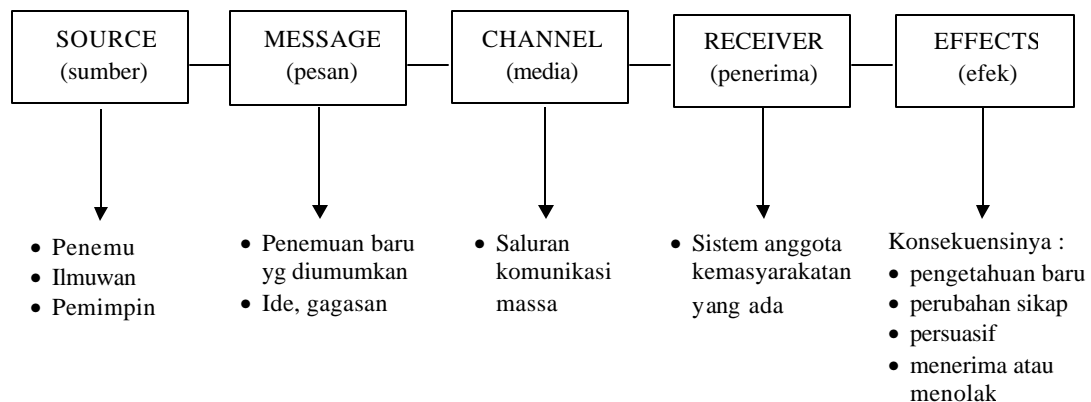 SOURCE
(sumber)
MESSAGE
(pesan)
CHANNEL
(media)
RECEIVER
(penerima)
EFFECTS
(efek)
• Penemu
• Ilmuwan
• Pemimpin
• Penemuan baru
yg diumumkan
• Ide, gagasan
• Saluran
komunikasi
massa
• Sistem anggota
kemasyarakatan
yang ada
Konsekuensinya :
• pengetahuan baru
• perubahan sikap
• persuasif
• menerima atau
menolak